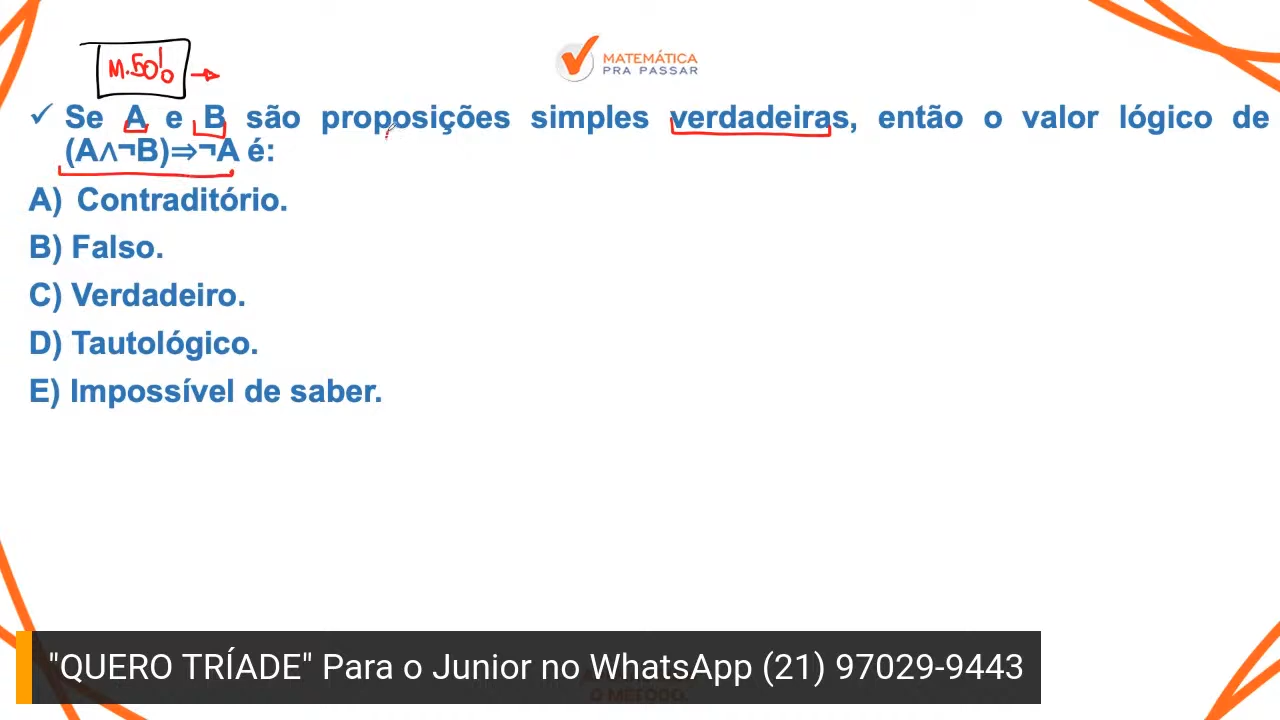 M.50%
MATEMÁTICA
PRA PASSAR
✓ Se A e B são proposições simples verdadeiras, então o valor lógico de
(A∧¬B)⇒¬A é:
A) Contraditório.
B) Falso.
C) Verdadeiro.
D) Tautológico.
E) Impossível de saber.
"QUERO TRÍADE" Para o Junior no WhatsApp (21) 97029-9443
O MÉTODO.